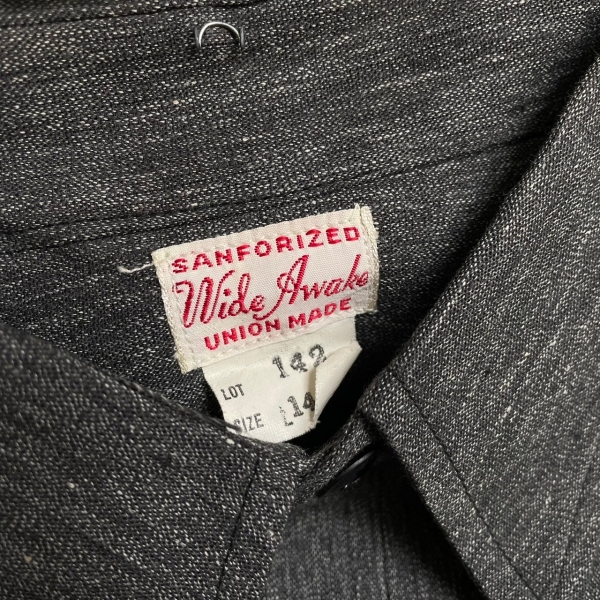 SANFORIZED
Wide Awake
UNION MADE
LOT 142
SIZE 14